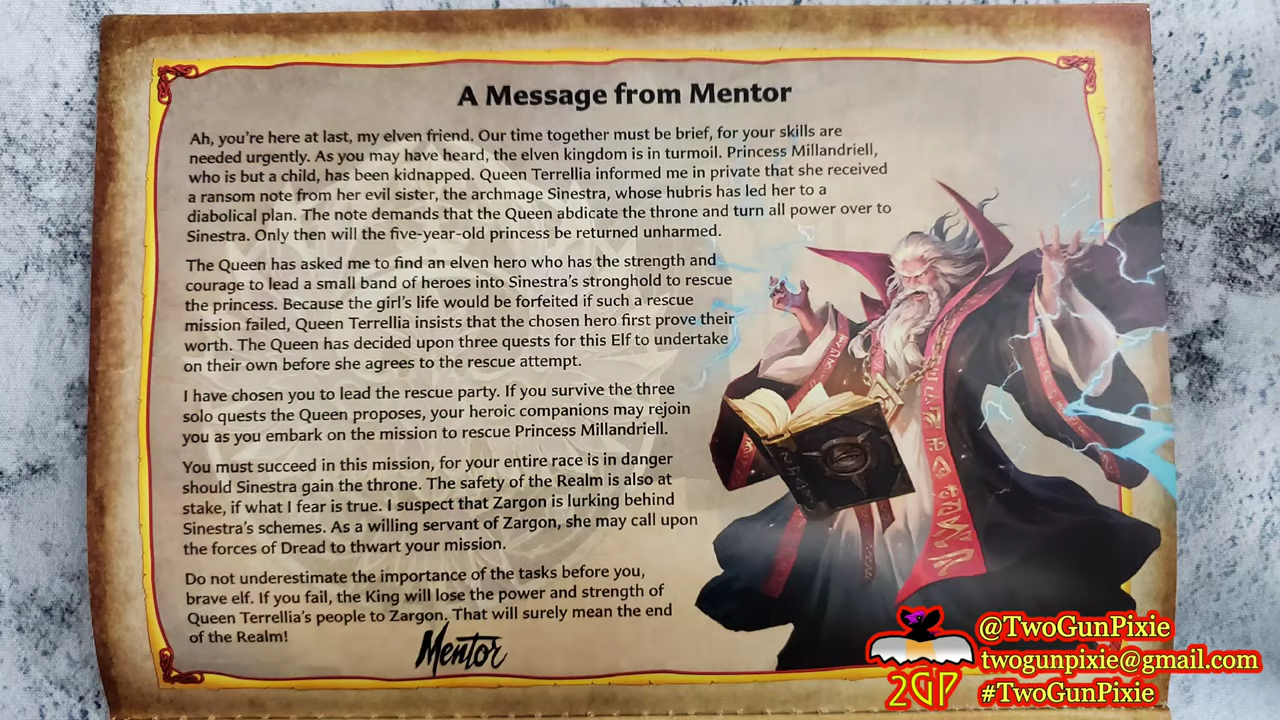 A Message from Mentor
Ah, you're here at last, my elven friend. Our time together must be brief, for your skills are
needed urgently. As you may have heard, the elven kingdom is in turmoil. Princess Millandriell,
who is but a child, has been kidnapped. Queen Terrellia informed me in private that she received
a ransom note from her evil sister, the archmage Sinestra, whose hubris has led her to a
diabolical plan. The note demands that the Queen abdicate the throne and turn all power over to
Sinestra. Only then will the five-year-old princess be returned unharmed.
The Queen has asked me to find an elven hero who has the strength and
courage to lead a small band of heroes into Sinestra's stronghold to rescue
the princess. Because the girl's life would be forfeited if such a rescue
mission failed, Queen Terrellia insists that the chosen hero first prove their
worth. The Queen has decided upon three quests for this Elf to undertake
on their own before she agrees to the rescue attempt.
I have chosen you to lead the rescue party. If you survive the three
solo quests the Queen proposes, your heroic companions may rejoin
you as you embark on the mission to rescue Princess Millandriell.
You must succeed in this mission, for your entire race is in danger
should Sinestra gain the throne. The safety of the Realm is also at
stake, if what I fear is true. I suspect that Zargon is lurking behind
Sinestra's schemes. As a willing servant of Zargon, she may call upon
the forces of Dread to thwart your mission.
Do not underestimate the importance of the tasks before you,
brave elf. If you fail, the King will lose the power and strength of
Queen Terrellia's people to Zargon. That will surely mean the end
of the Realm!
Mentor
@TwoGunPixie
twogunpixie@gmail.com
2GP
#TwoGunPixie